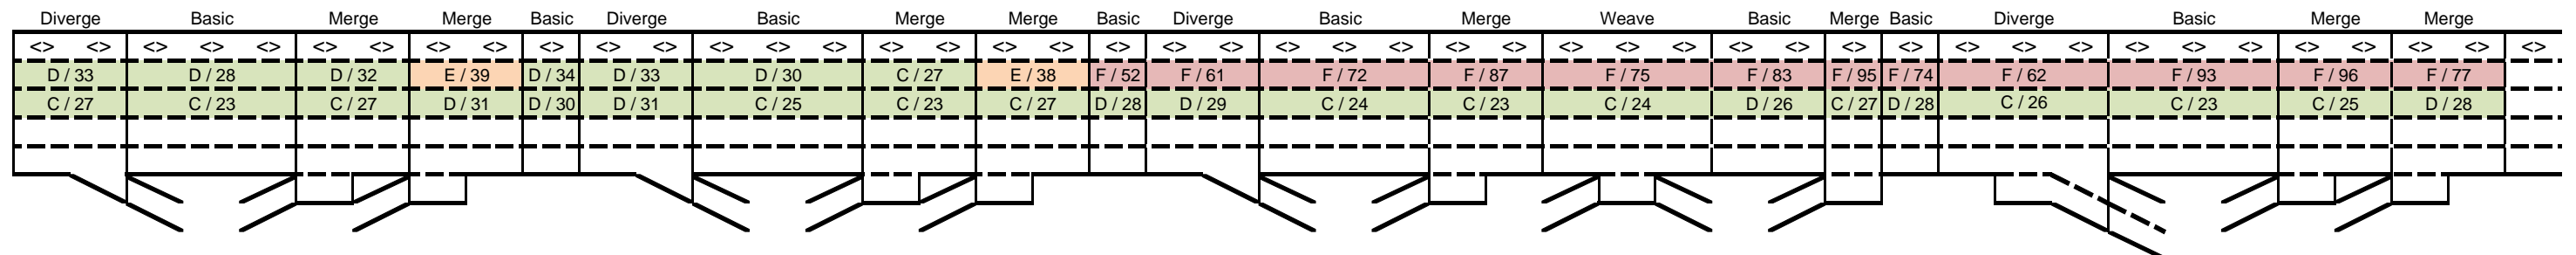 Diverge Basic Merge Merge Basic Diverge Basic Merge Merge Basic Diverge Basic Merge Weave Basic Merge Basic Diverge Basic Merge Merge
<> <> <> <> <> <> <> <> <> <> <> <> <> <> <> <> <> <> <> <> <> <> <> <> <> <> <> <> <> <> <> <> <> <> <> <> <> <> <> <> <> <> <> <> <>
D / 33 D / 28 D / 32 E / 39 D / 34 D / 33 D / 30 C / 27 E / 38 F / 52 F / 61 F / 72 F / 87 F / 75 F / 83 F / 95 F / 74 F / 62 F / 93 F / 96 F / 77
C / 27 C / 23 C / 27 D / 31 D / 30 D / 31 C / 25 C / 23 C / 27 D / 28 D / 29 C / 24 C / 23 C / 24 D / 26 C / 27 D / 28 C / 26 C / 23 C / 25 D / 28